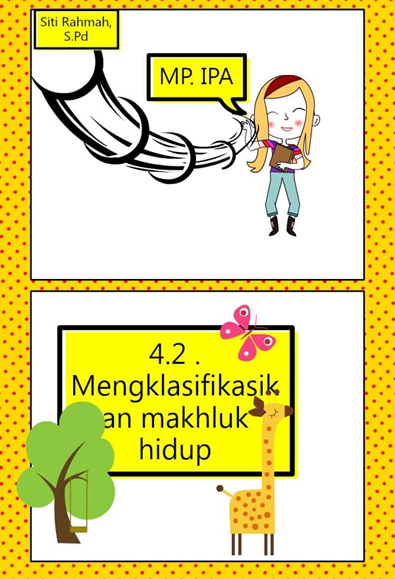 Siti Rahmah,
S.Pd
MP. IPA
4.2 .
Mengklasifikasik
an makhluk
hidup